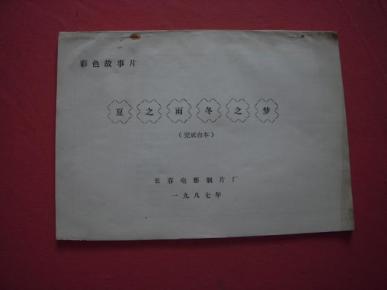 彩色故事片
夏之雨冬之梦
(完成台本)
长春电影制片厂
一九八七年